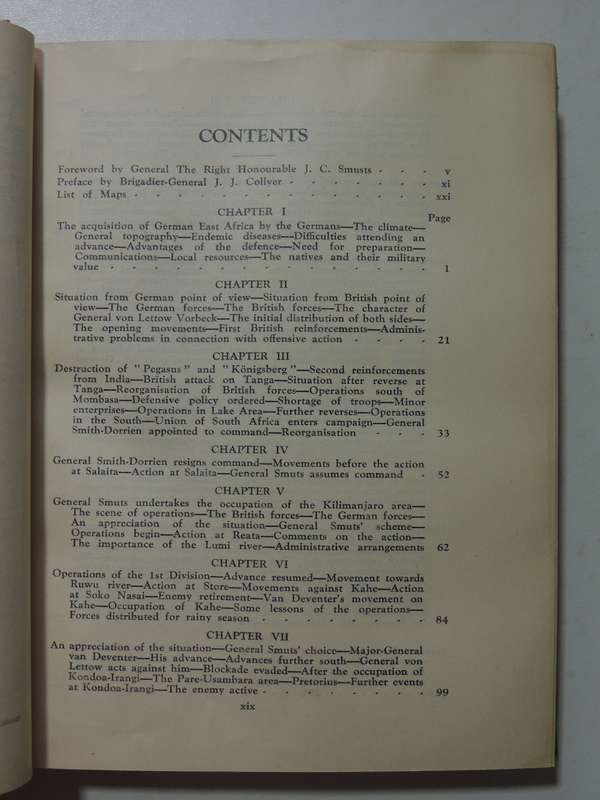 CONTENTS
Foreword by General The Right Honourable J. C. Smusts - - - v
Preface by Brigadier-General J. J. Collyer - - - - - - - xi
List of Maps - - - - - - - - - - - - - - - xxi
CHAPTER I
Page
The acquisition of German East Africa by the Germans—The climate—
General topography—Endemic diseases—Difficulties attending an
advance—Advantages of the defence—Need for preparation—
Communications—Local resources—The natives and their military
value - - - - - - - - - - - - - - - - 1
CHAPTER II
Situation from German point of view—Situation from British point of
view—The German forces—The British forces—The character of
General von Lettow Vorbeck—The initial distribution of both sides—
The opening movements—First British reinforcements—Adminis-
trative problems in connection with offensive action - - - - 21
CHAPTER III
Destruction of "Pegasus" and "Königsberg"—Second reinforcements
from India—British attack on Tanga—Situation after reverse at
Tanga—Reorganisation of British forces—Operations south of
Mombasa—Defensive policy ordered—Shortage of troops—Minor
enterprises—Operations in Lake Area—Further reverses—Operations
in the South—Union of South Africa enters campaign—General
Smith-Dorrien appointed to command—Reorganisation - - - 33
CHAPTER IV
General Smith-Dorrien resigns command—Movements before the action
at Salaita—Action at Salaita—General Smuts assumes command - 52
CHAPTER V
General Smuts undertakes the occupation of the Kilimanjaro area—
The scene of operations—The British forces—The German forces—
An appreciation of the situation—General Smuts' scheme—
Operations begin—Action at Reata—Comments on the action—
The importance of the Lumi river—Administrative arrangements 62
CHAPTER VI
Operations of the 1st Division—Advance resumed—Movement towards
Ruwu river—Action at Store—Movements against Kahe—Action
at Soko Nasai—Enemy retirement—Van Deventer's movement on
Kahe—Occupation of Kahe—Some lessons of the operations—
Forces distributed for rainy season - - - - - - - 84
CHAPTER VII
An appreciation of the situation—General Smuts' choice—Major-General
van Deventer—His advance—Advances further south—General von
Lettow acts against him—Blockade evaded—After the occupation of
Kondoa-Irangi—The Pare-Usambara area—Pretorius—Further events
at Kondoa-Irangi—The enemy active - - - - - - - - 99
xix